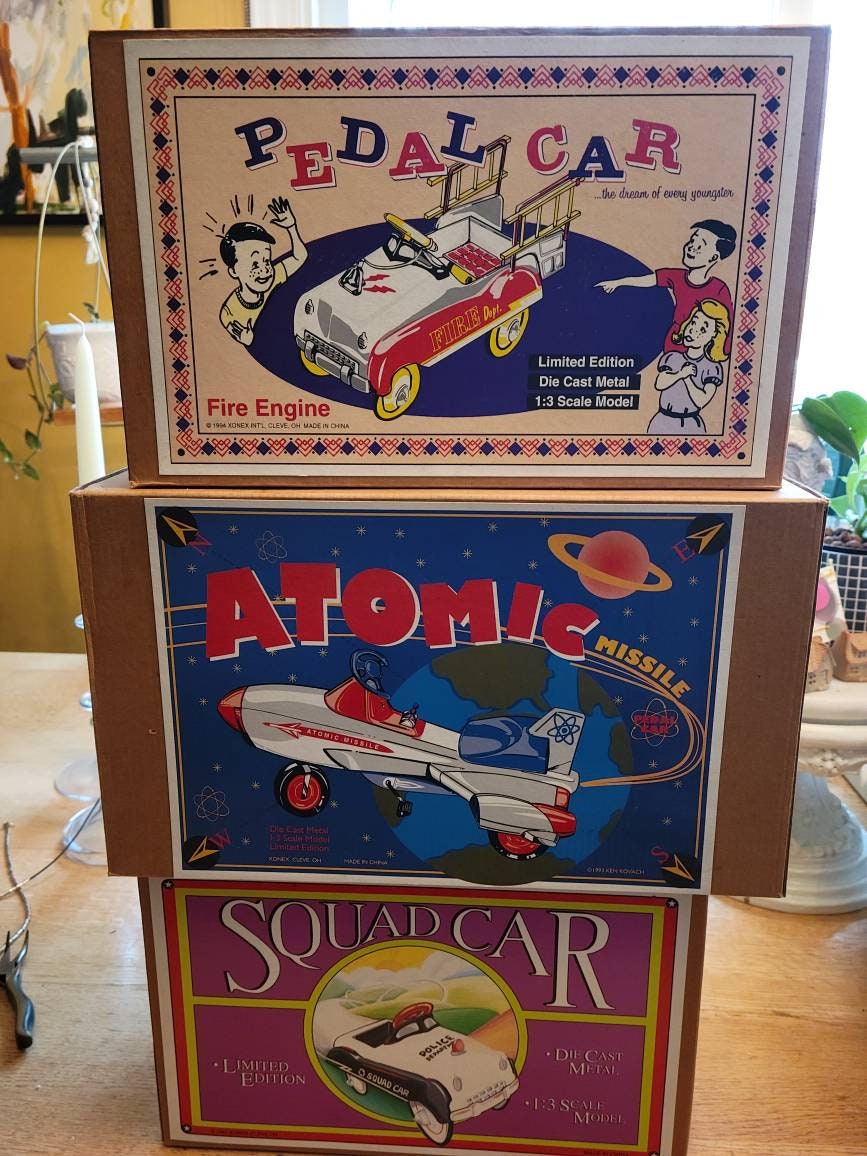 PEDAL CAR
...the dream of every youngster
FIRE Dept.
Limited Edition
Die Cast Metal
1:3 Scale Model
Fire Engine
© 1994 XONEX INT'L, CLEVE, OH MADE IN CHINA
N
E
ATOMIC
MISSILE
ATOMIC MISSILE
PEDAL
CAR
W
S
Die Cast Metal
1:3 Scale Model
Limited Edition
XONEX CLEVE OH
MADE IN CHINA
© 1993 KEN KOVACH
SQUAD CAR
POLICE
DEPARTMENT
SQUAD CAR
• LIMITED
EDITION
• DIE CAST
METAL
• 1:3 SCALE
MODEL